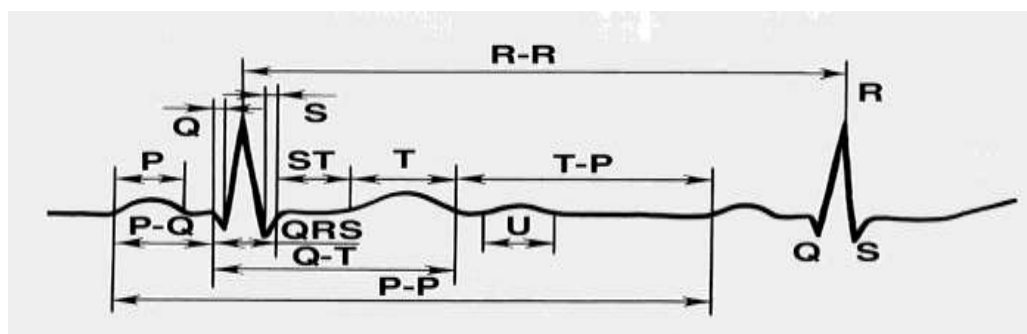 R-R
R
Q S
P ST T T-P
P-Q QRS U
Q-T Q S
P-P